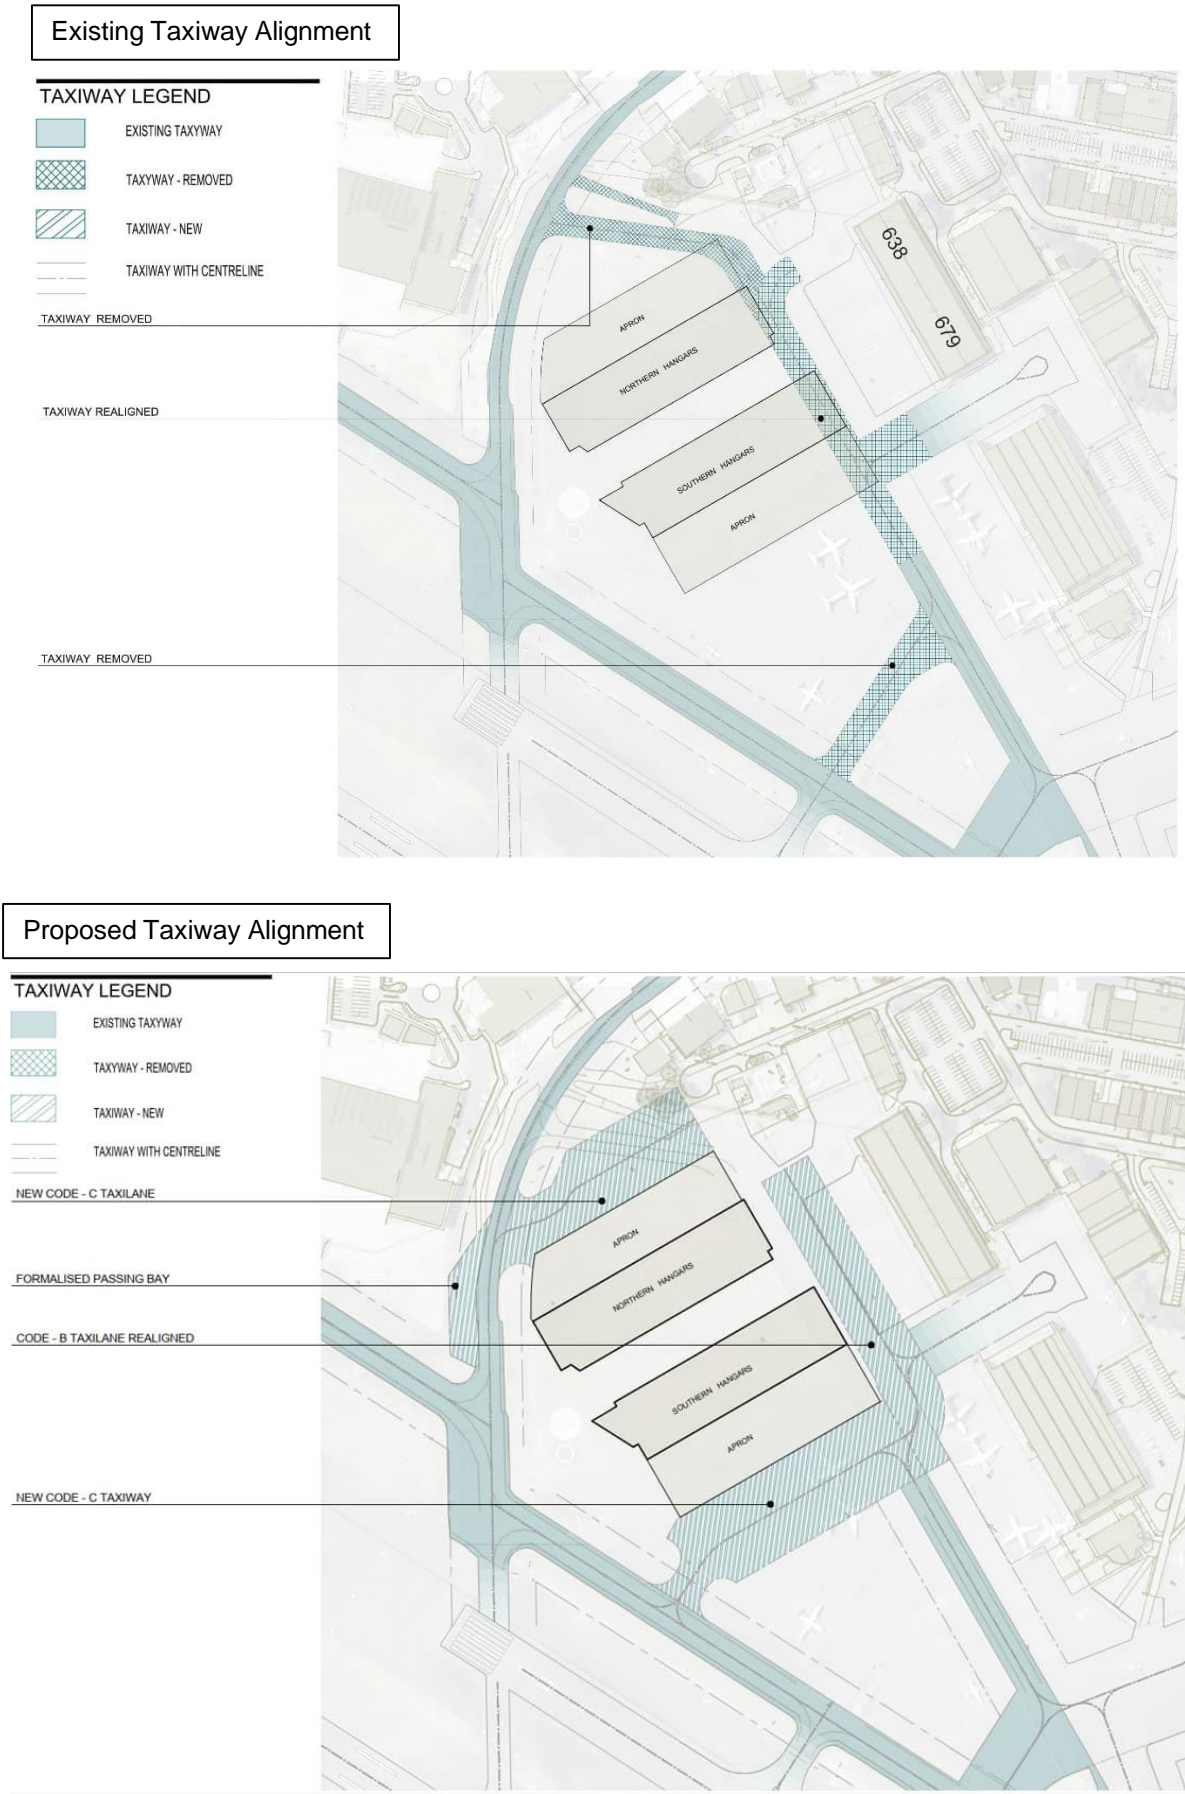 Existing Taxiway Alignment
TAXIWAY LEGEND
EXISTING TAXYWAY
TAXYWAY - REMOVED
TAXIWAY - NEW
TAXIWAY WITH CENTRELINE
TAXIWAY REMOVED
TAXIWAY REALIGNED
TAXIWAY REMOVED
638
679
APRON
NORTHERN HANGARS
SOUTHERN HANGARS
APRON
Proposed Taxiway Alignment
TAXIWAY LEGEND
EXISTING TAXYWAY
TAXYWAY - REMOVED
TAXIWAY - NEW
TAXIWAY WITH CENTRELINE
NEW CODE - C TAXILANE
FORMALISED PASSING BAY
CODE - B TAXILANE REALIGNED
NEW CODE - C TAXIWAY
APRON
NORTHERN HANGARS
SOUTHERN HANGARS
APRON